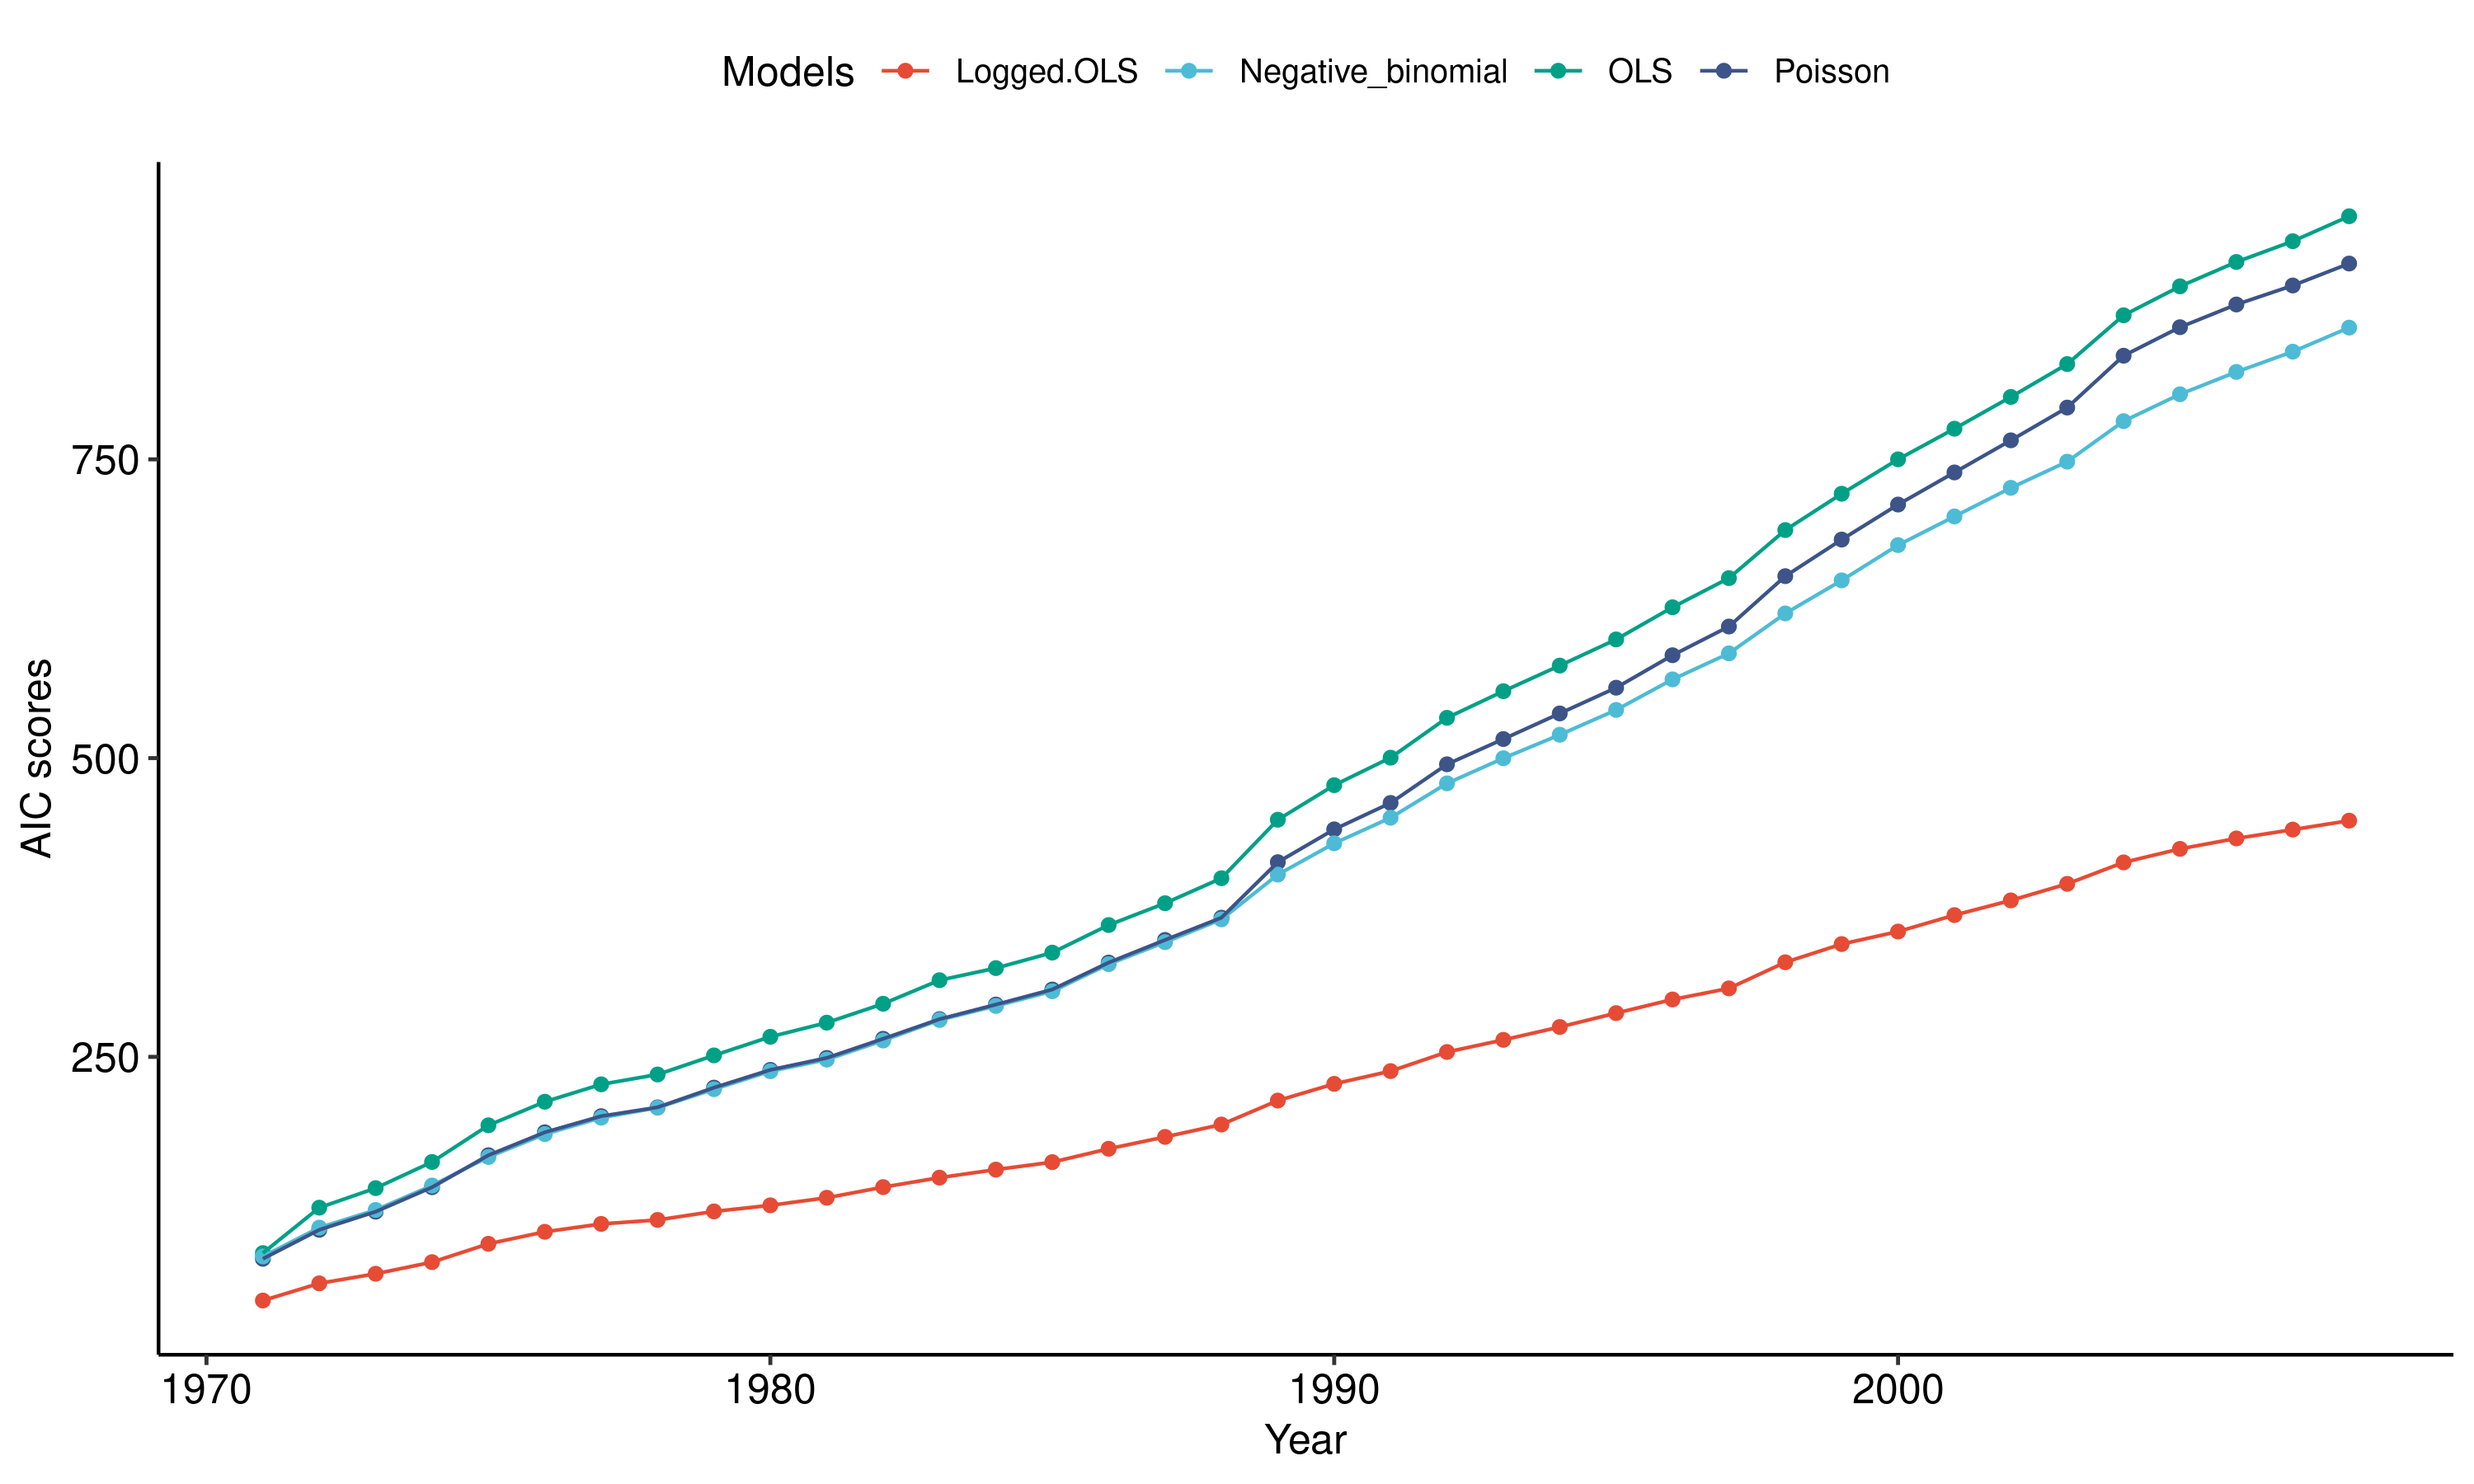 Models Logged.OLS Negative_binomial OLS Poisson
AIC scores
750
500
250
1970 1980 1990 2000
Year